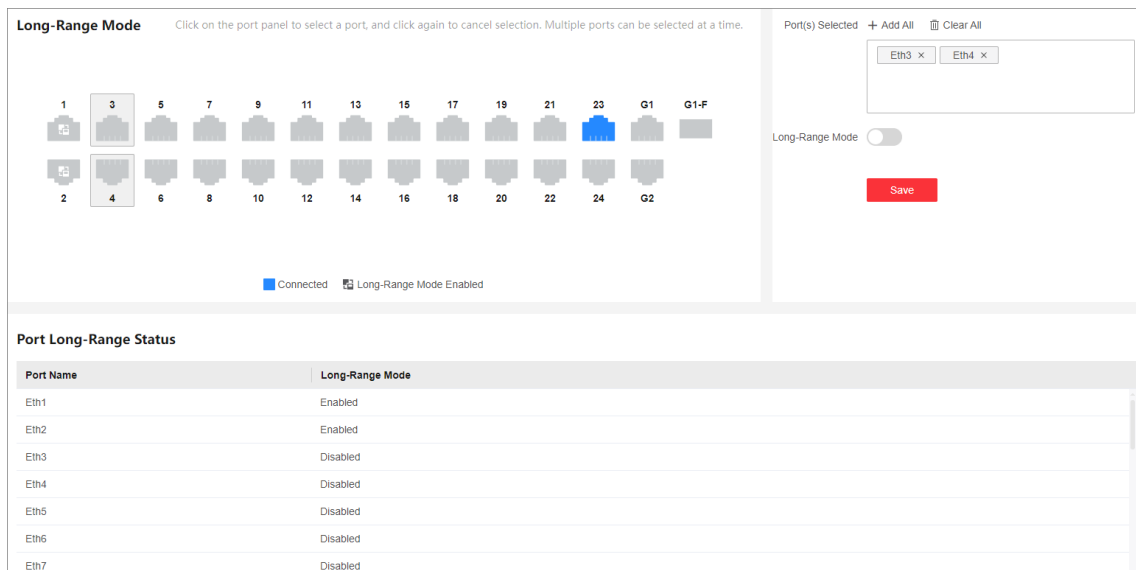 Long-Range Mode Click on the port panel to select a port, and click again to cancel selection. Multiple ports can be selected at a time.
Port(s) Selected + Add All Clear All
Eth3 × Eth4 ×
1 3 5 7 9 11 13 15 17 19 21 23 G1 G1-F
Long-Range Mode
2 4 6 8 10 12 14 16 18 20 22 24 G2
Save
Connected Long-Range Mode Enabled
Port Long-Range Status
Port Name Long-Range Mode
Eth1 Enabled
Eth2 Enabled
Eth3 Disabled
Eth4 Disabled
Eth5 Disabled
Eth6 Disabled
Eth7 Disabled